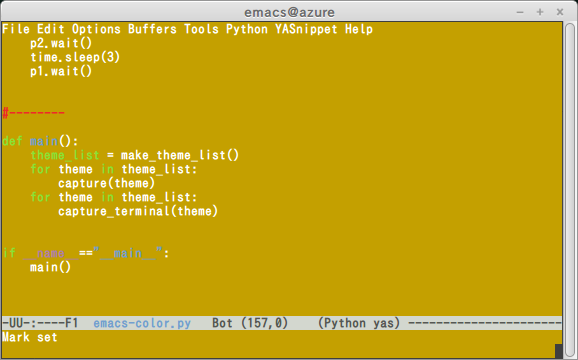 emacs@azure
File Edit Options Buffers Tools Python YASnippet Help
    p2.wait()
    time.sleep(3)
    p1.wait()
#--------
def main():
    theme_list = make_theme_list()
    for theme in theme_list:
        capture(theme)
    for theme in theme_list:
        capture_terminal(theme)
if __name__=="__main__":
    main()
-UU-:----F1  emacs-color.py   Bot (157,0)    (Python yas) ----------------------
Mark set